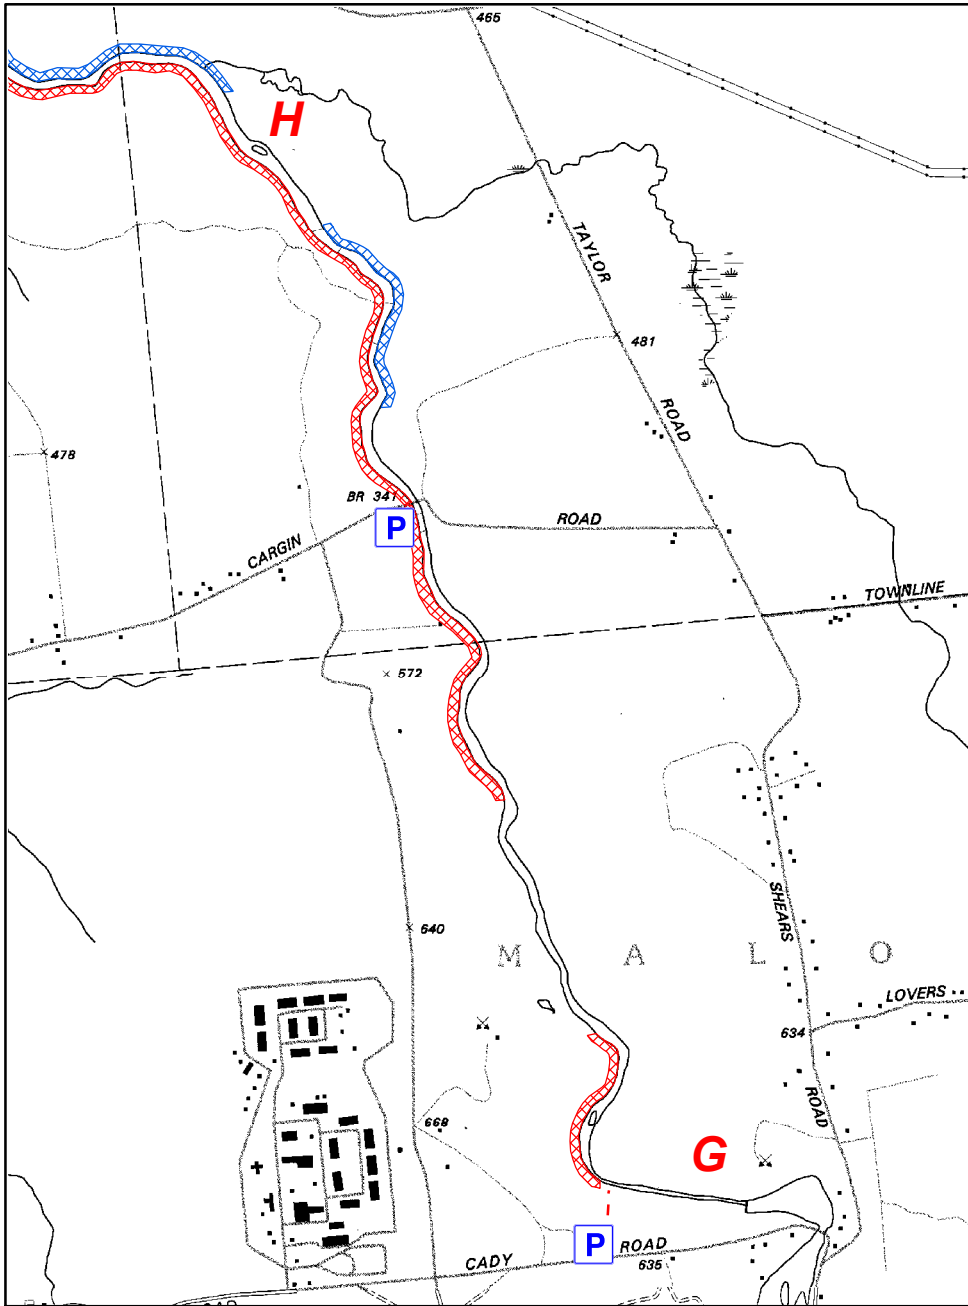 465
H
TAYLOR
481
ROAD
478
BR 341
P
ROAD
CARGIN
TOWNLINE
572
SHEARS
640
M A L O
LOVERS
634
ROAD
668
G
P
ROAD
CADY
635